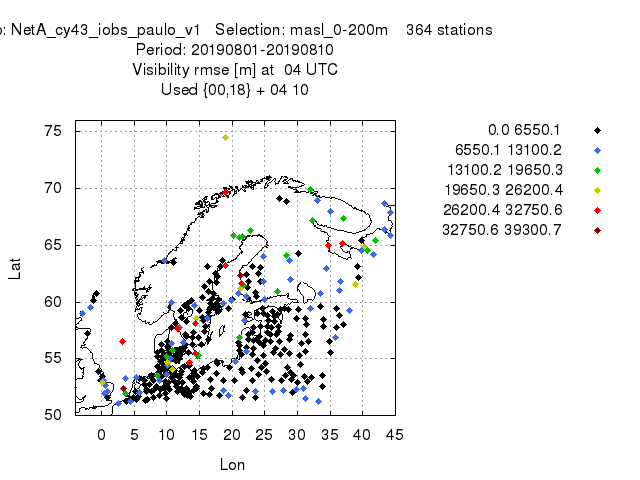 : NetA_cy43_iobs_paulo_v1 Selection: masl_0-200m 364 stations
Period: 20190801-20190810
Visibility rmse [m] at 04 UTC
Used {00,18} + 04 10
75
70
65
60
55
50
0 5 10 15 20 25 30 35 40 45
Lat
Lon
0.0 6550.1
6550.1 13100.2
13100.2 19650.3
19650.3 26200.4
26200.4 32750.6
32750.6 39300.7